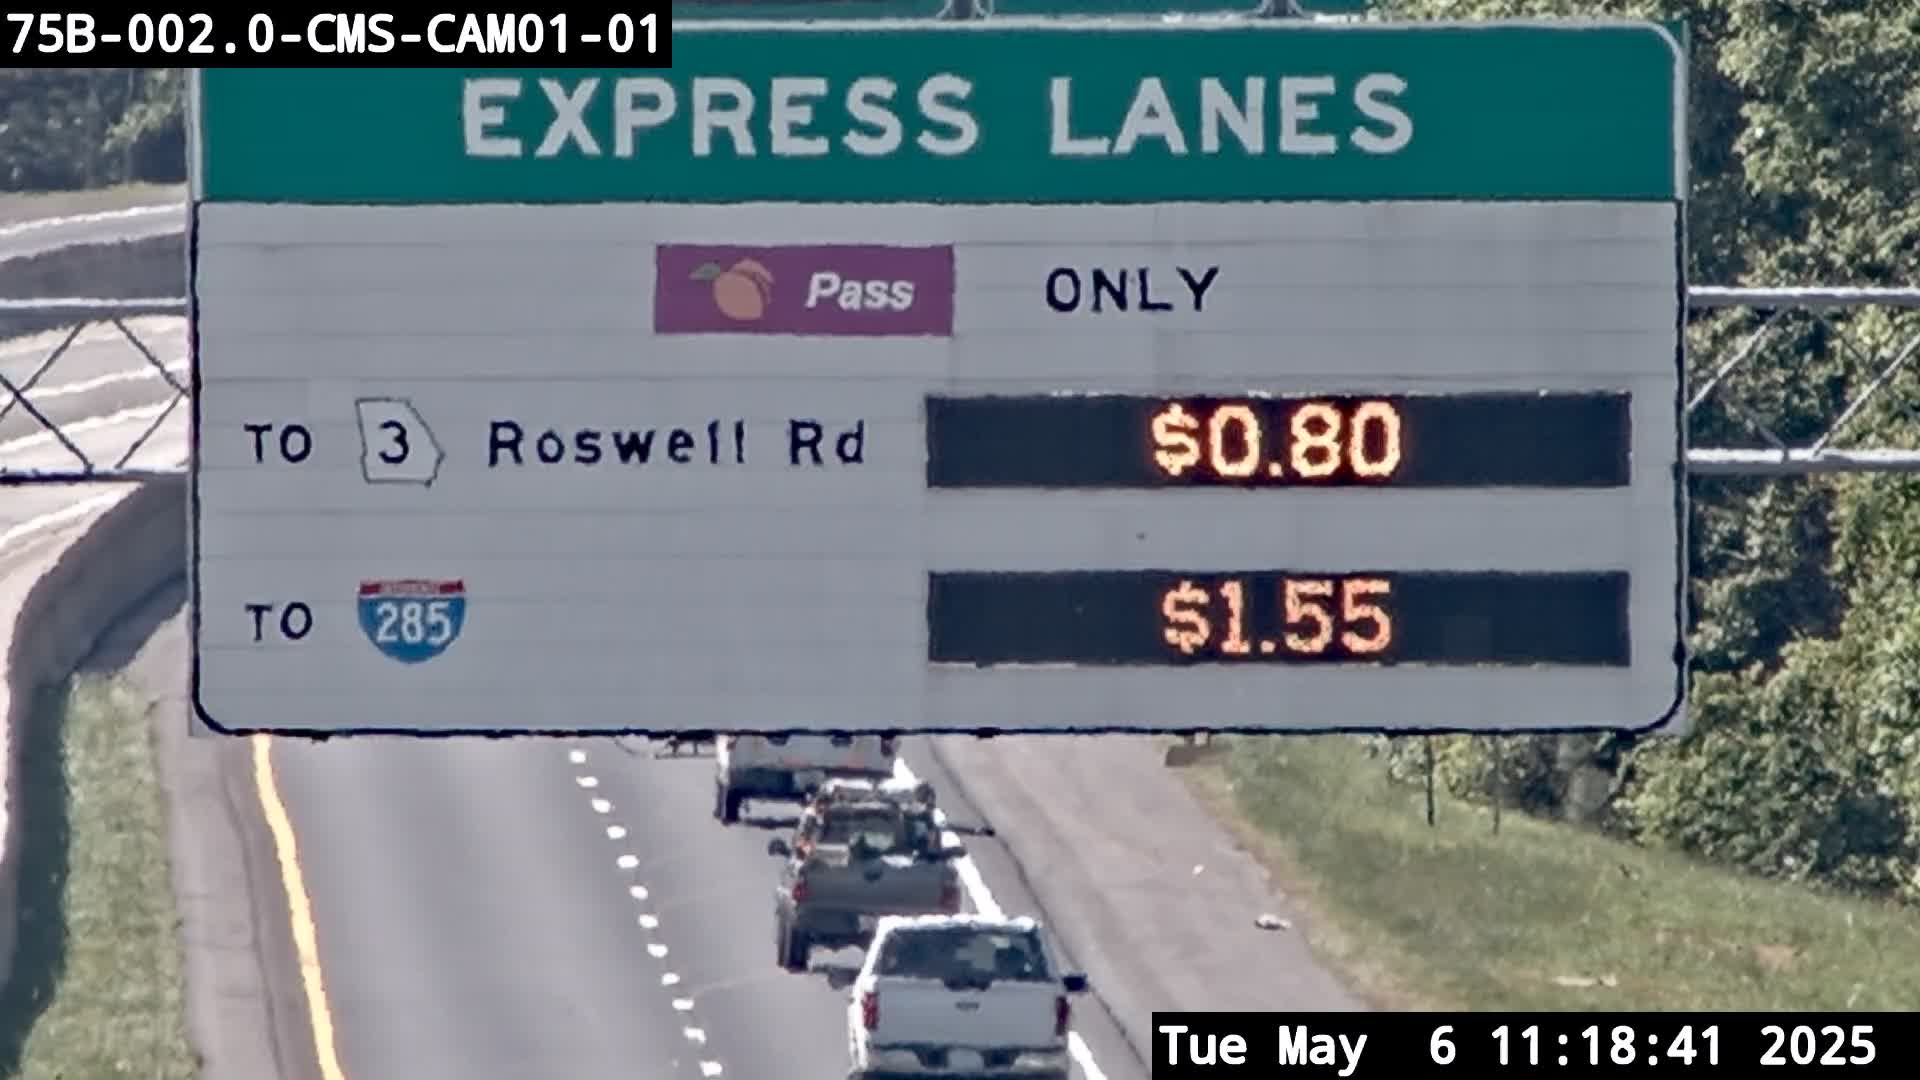 75B-002.0-CMS-CAM01-01
EXPRESS LANES
Pass ONLY
TO 3 Roswell Rd $0.80
TO 285 $1.55
Tue May 6 11:18:41 2025